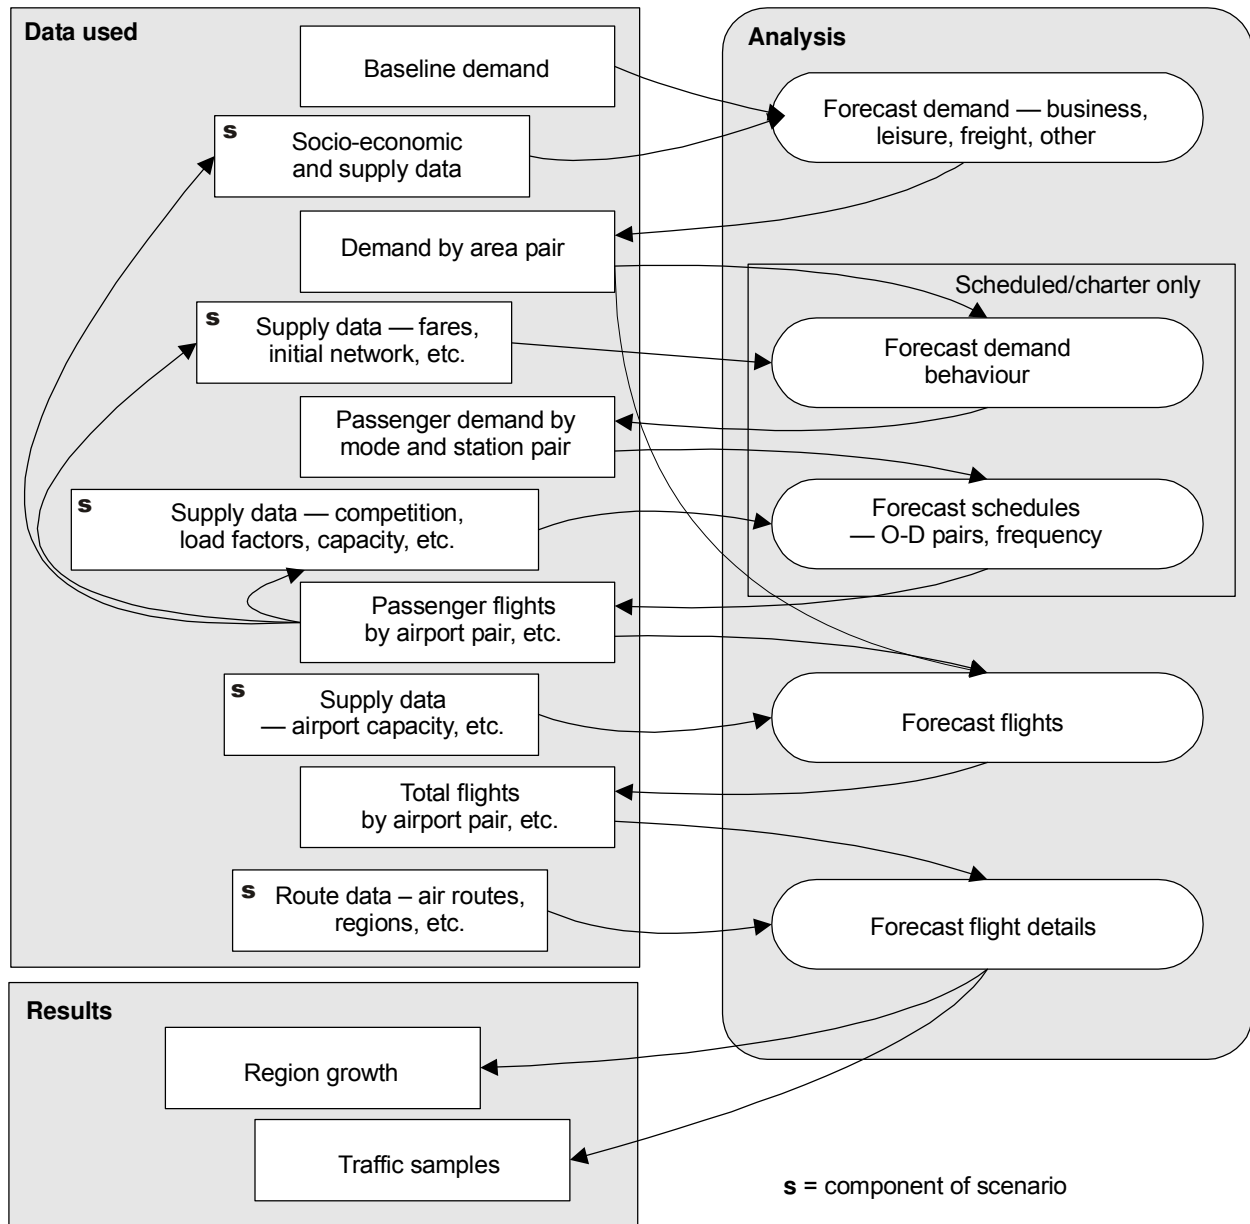 Data used
Baseline demand
s
Socio-economic
and supply data
Demand by area pair
s
Supply data — fares,
initial network, etc.
Passenger demand by
mode and station pair
s
Supply data — competition,
load factors, capacity, etc.
Passenger flights
by airport pair, etc.
s
Supply data
— airport capacity, etc.
Total flights
by airport pair, etc.
s
Route data – air routes,
regions, etc.
Analysis
Forecast demand — business,
leisure, freight, other
Scheduled/charter only
Forecast demand
behaviour
Forecast schedules
— O-D pairs, frequency
Forecast flights
Forecast flight details
Results
Region growth
Traffic samples
s = component of scenario